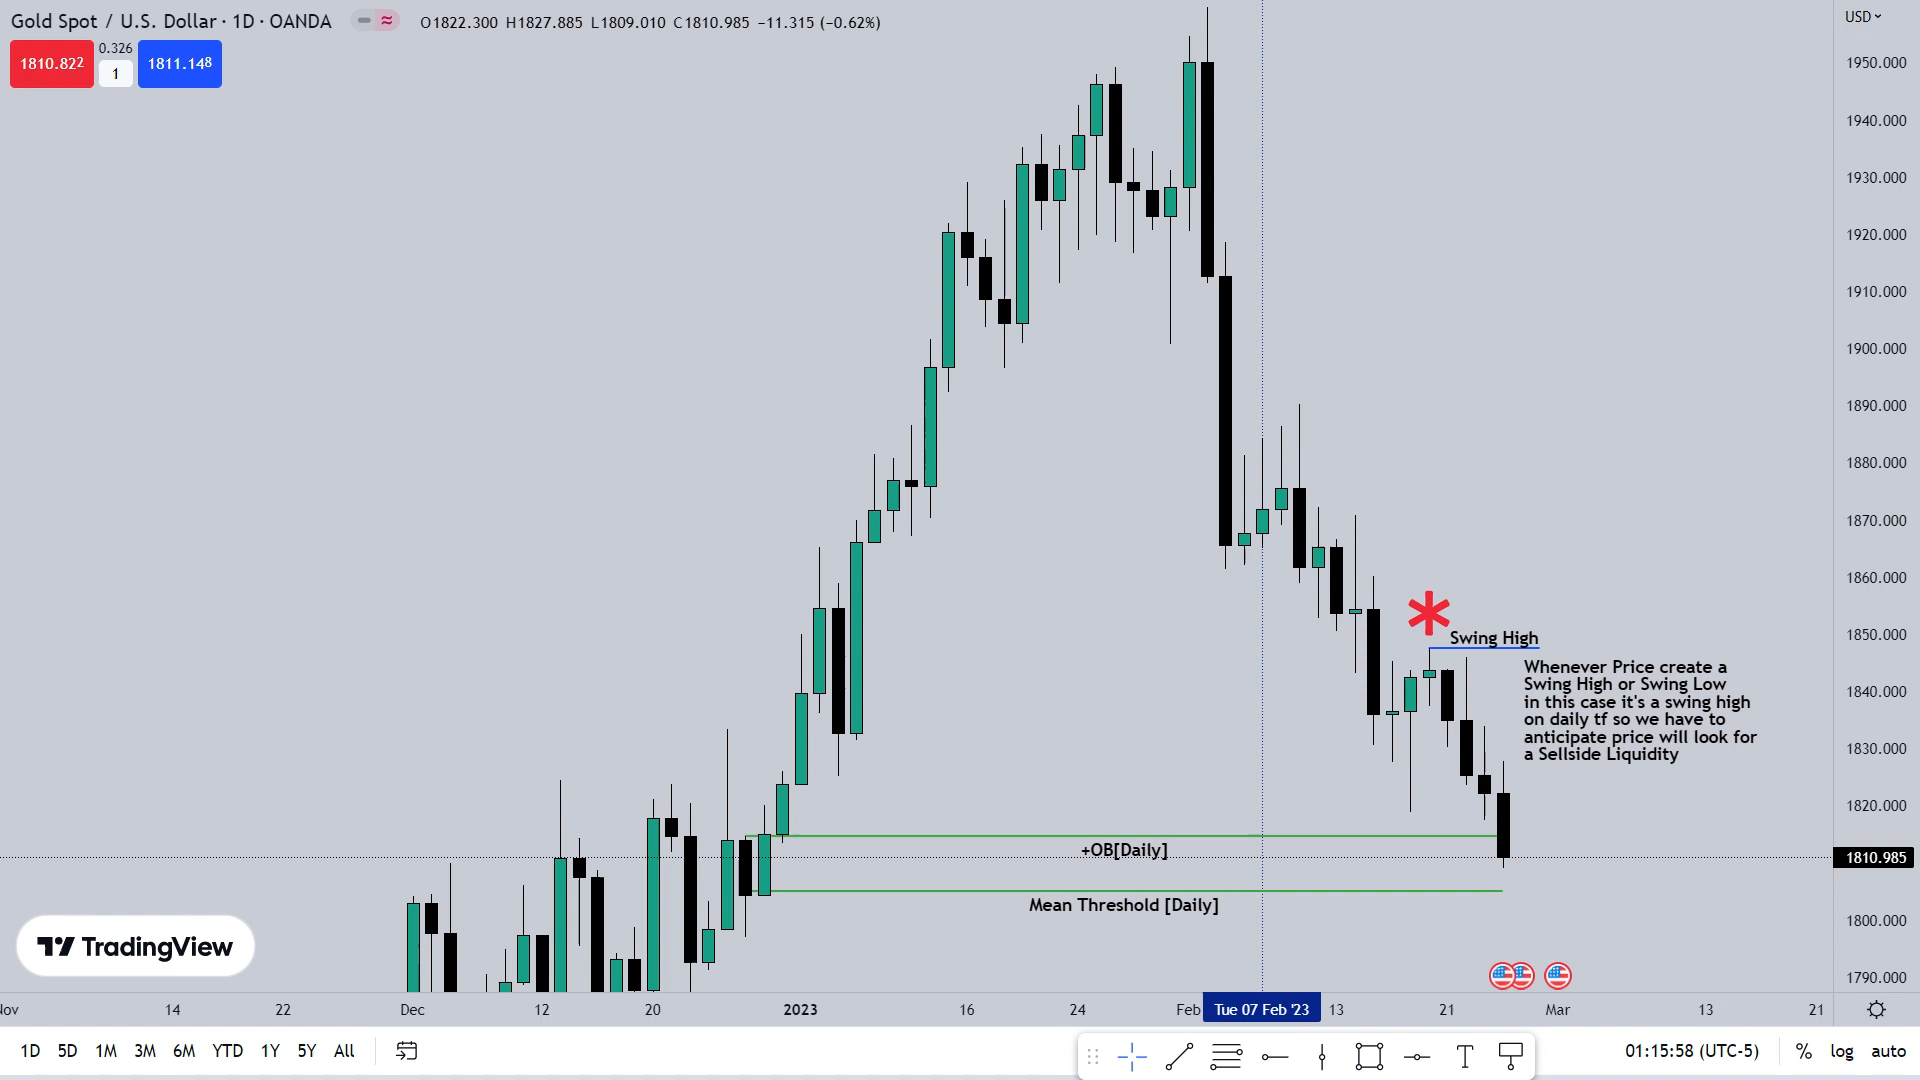 Gold Spot / U.S. Dollar · 1D · OANDA
O1822.300 H1827.885 L1809.010 C1810.985 −11.315 (−0.62%)
USD
1810.822
0.326
1
1811.148
1950.000
1940.000
1930.000
1920.000
1910.000
1900.000
1890.000
1880.000
1870.000
1860.000
1850.000
1840.000
1830.000
1820.000
1810.985
1800.000
1790.000
Swing High
Whenever Price create a
Swing High or Swing Low
in this case it's a swing high
on daily tf so we have to
anticipate price will look for
a Sellside Liquidity
+OB[Daily]
Mean Threshold [Daily]
TradingView
Nov 14 22 Dec 12 20 2023 16 24 Feb Tue 07 Feb '23 13 21 Mar 13 21
1D 5D 1M 3M 6M YTD 1Y 5Y All
T
01:15:58 (UTC-5) % log auto